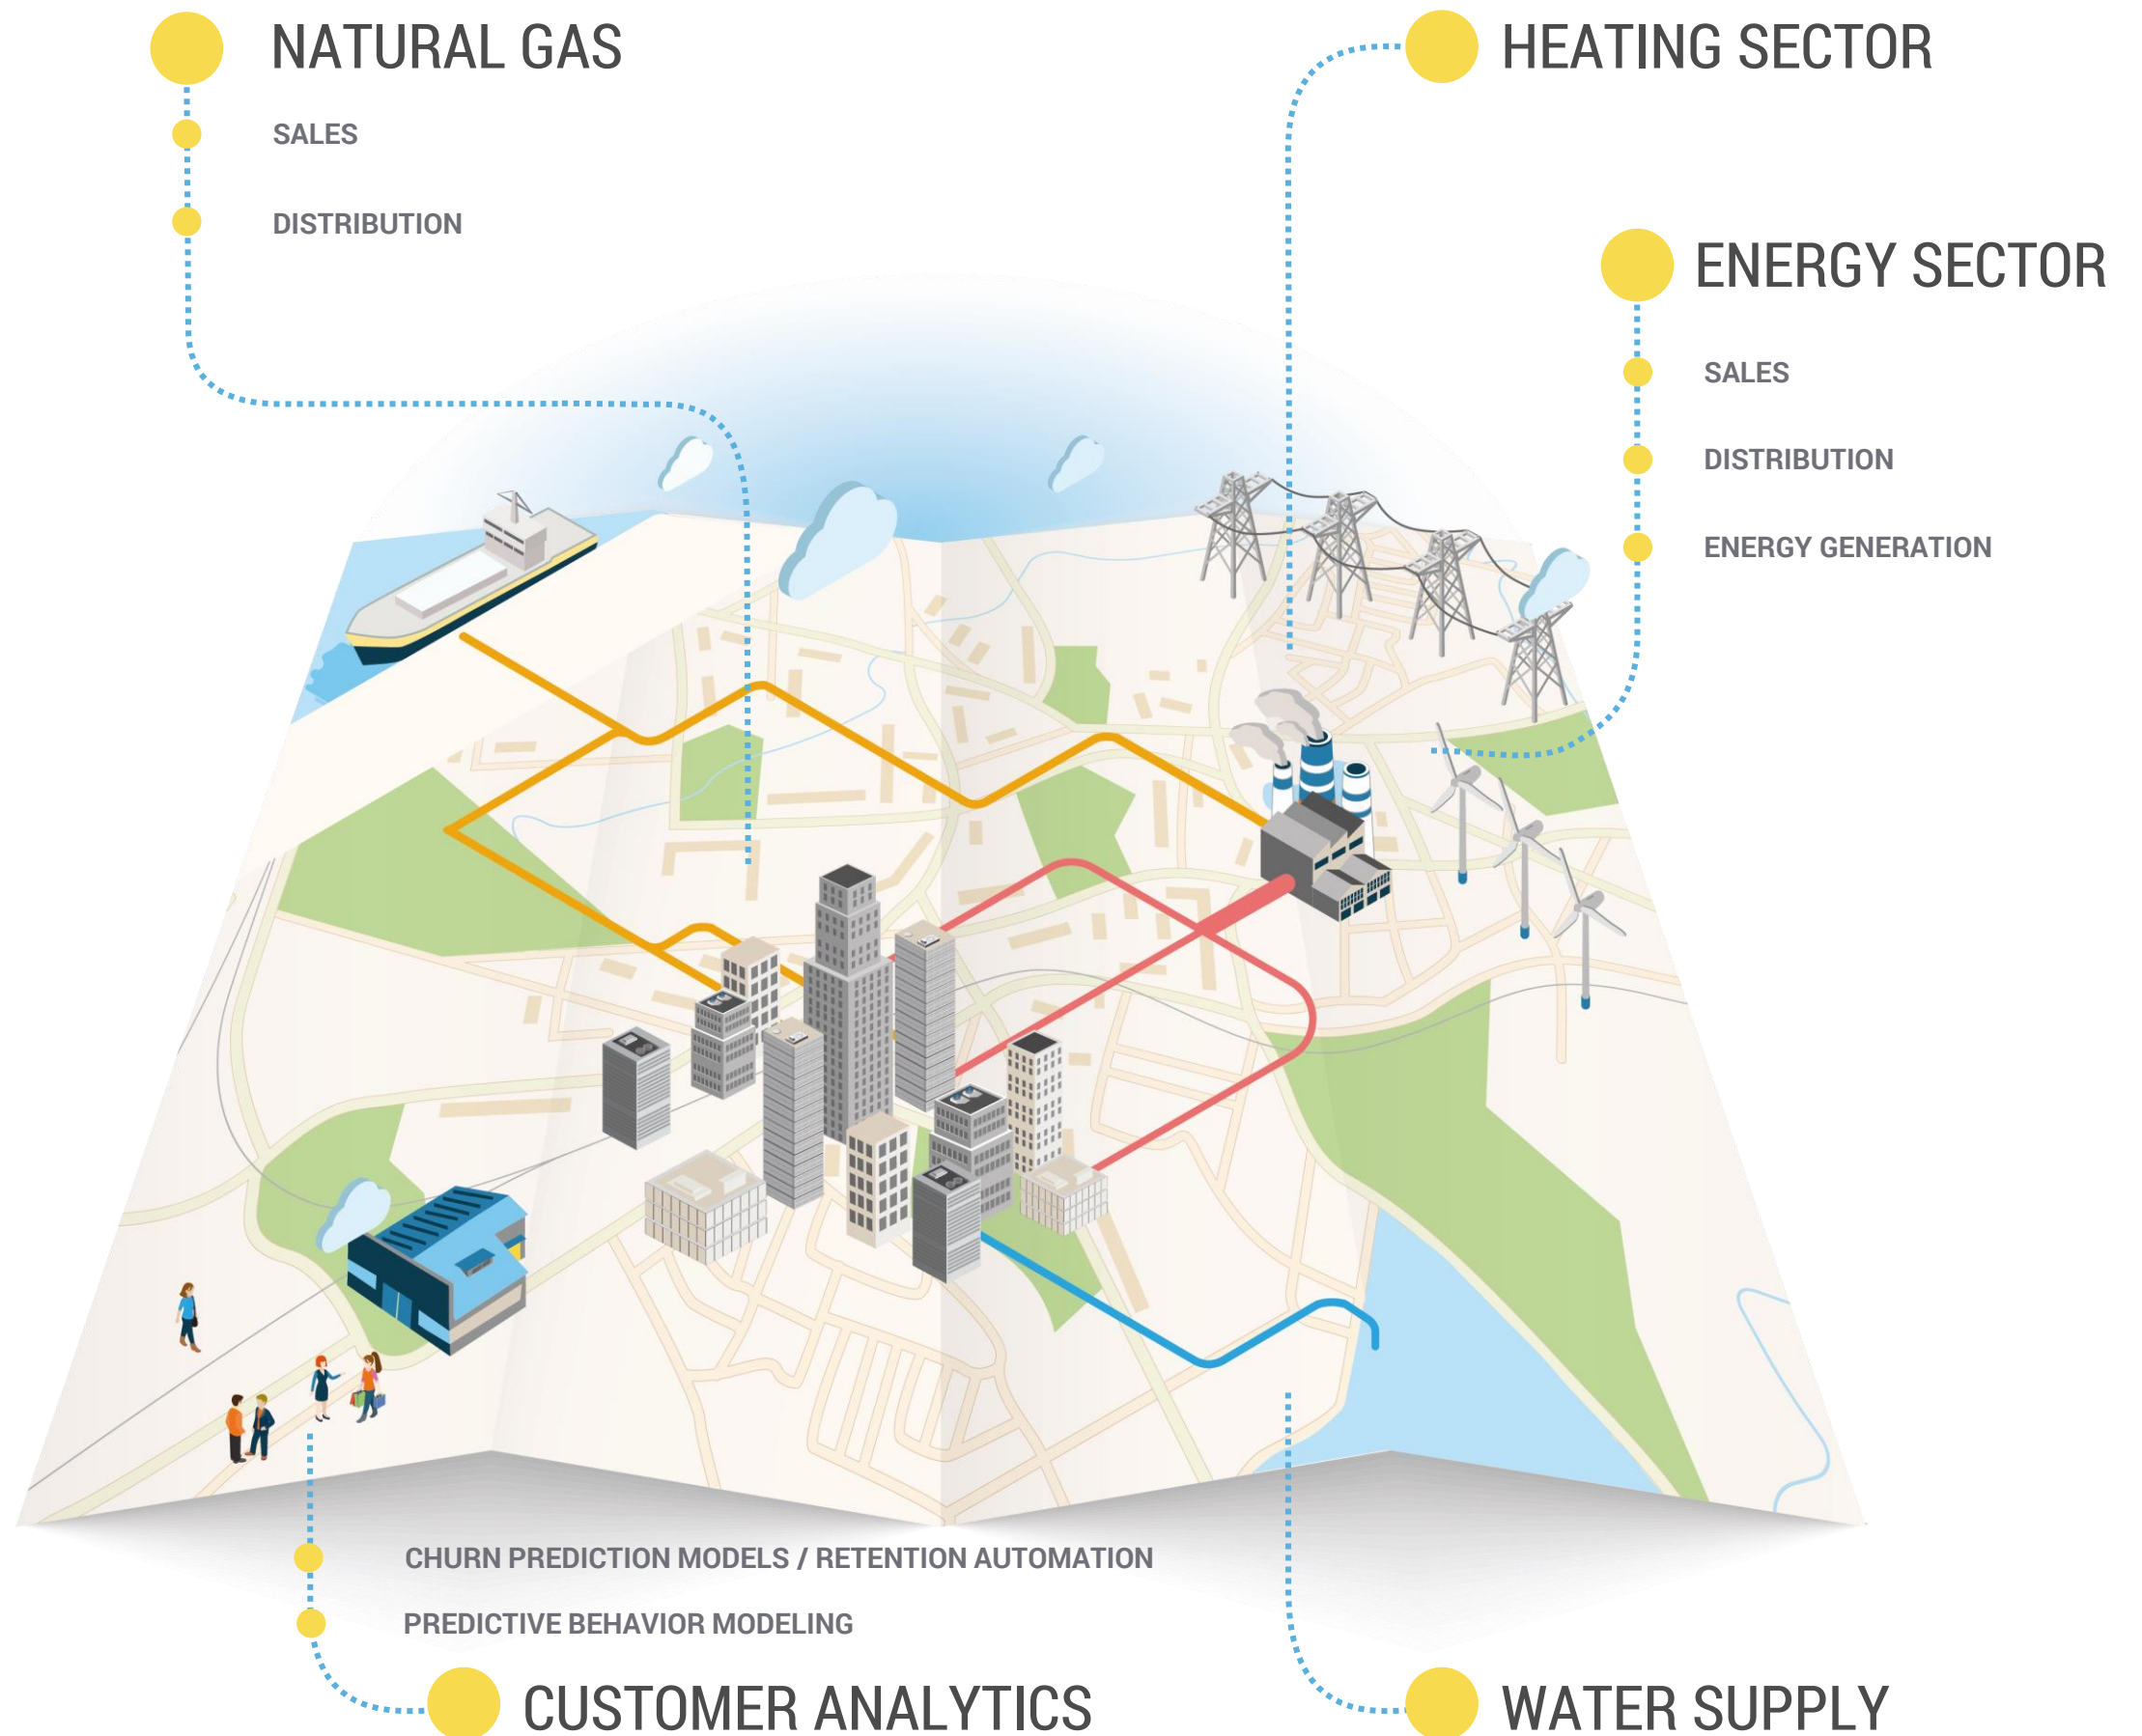 NATURAL GAS
SALES
DISTRIBUTION
HEATING SECTOR
ENERGY SECTOR
SALES
DISTRIBUTION
ENERGY GENERATION
CHURN PREDICTION MODELS / RETENTION AUTOMATION
PREDICTIVE BEHAVIOR MODELING
CUSTOMER ANALYTICS
WATER SUPPLY